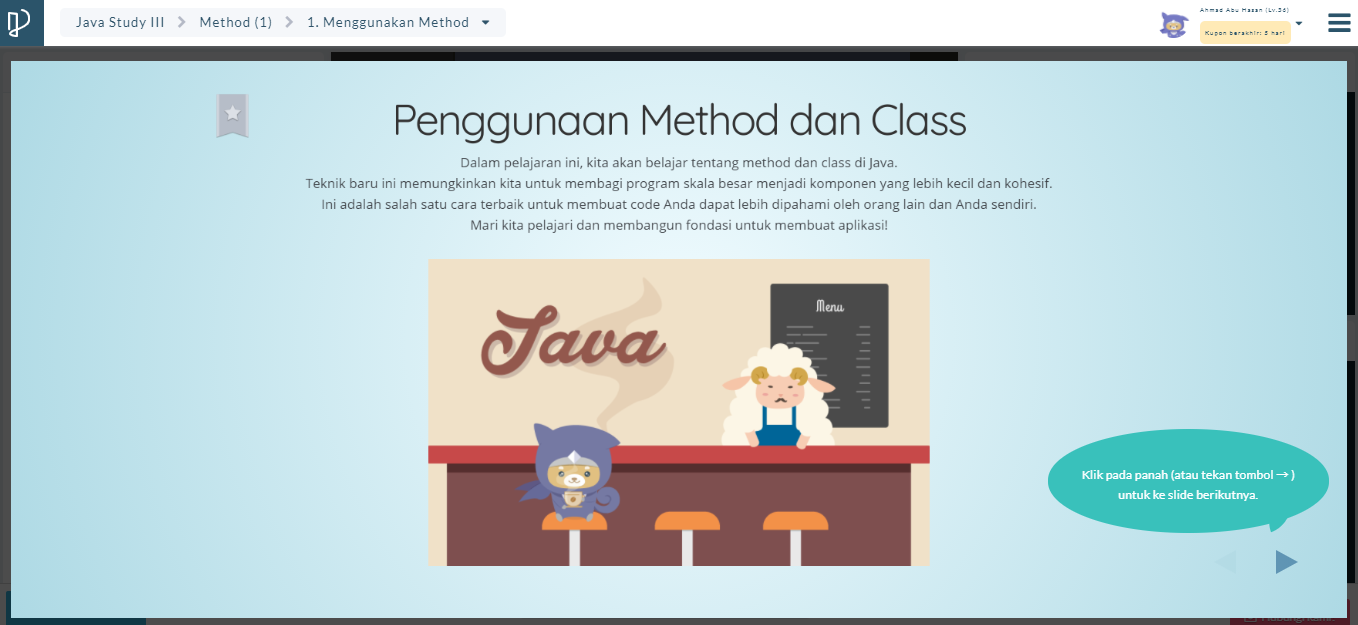 Java Study III
Method (1)
1. Menggunakan Method
Ahmad Abu Hasan (Lv.36)
Kupon berakhir: 5 hari
Penggunaan Method dan Class
Dalam pelajaran ini, kita akan belajar tentang method dan class di Java.
Teknik baru ini memungkinkan kita untuk membagi program skala besar menjadi komponen yang lebih kecil dan kohesif.
Ini adalah salah satu cara terbaik untuk membuat code Anda dapat lebih dipahami oleh orang lain dan Anda sendiri.
Mari kita pelajari dan membangun fondasi untuk membuat aplikasi!
Java
Menu
Klik pada panah (atau tekan tombol → )
untuk ke slide berikutnya.